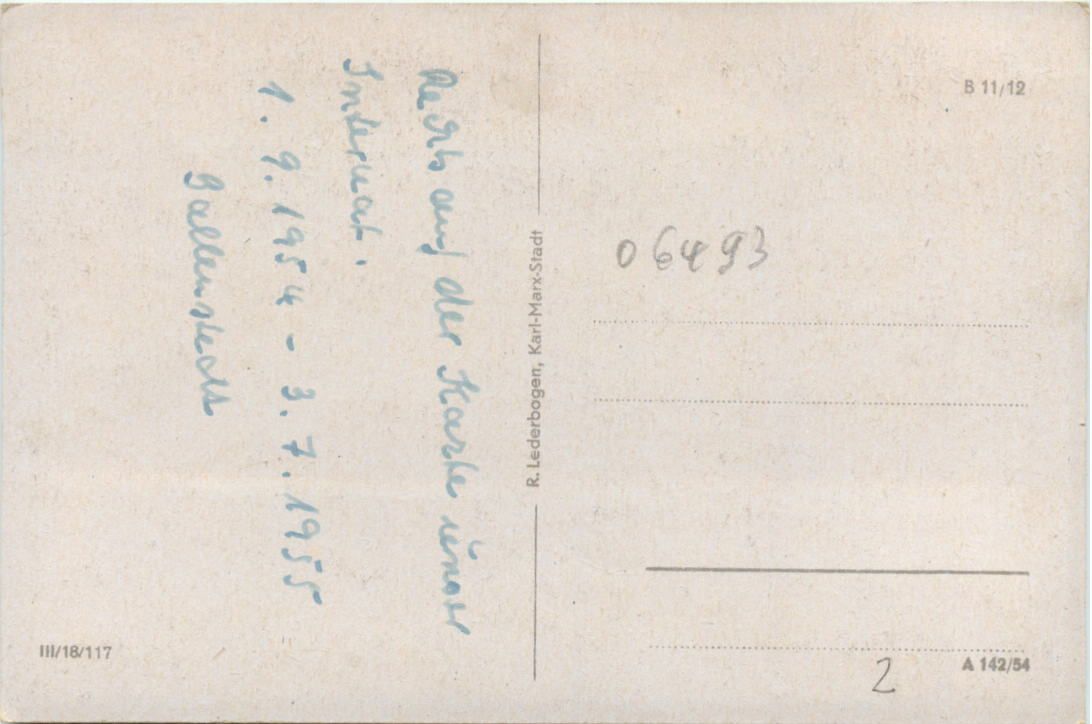 Rechts auf der Karte unser
Internat.
1. 9. 1954 - 3. 7. 1955
Ballenstedt
R. Lederbogen, Karl-Marx-Stadt
B 11/12
06493
III/18/117
A 142/54
2